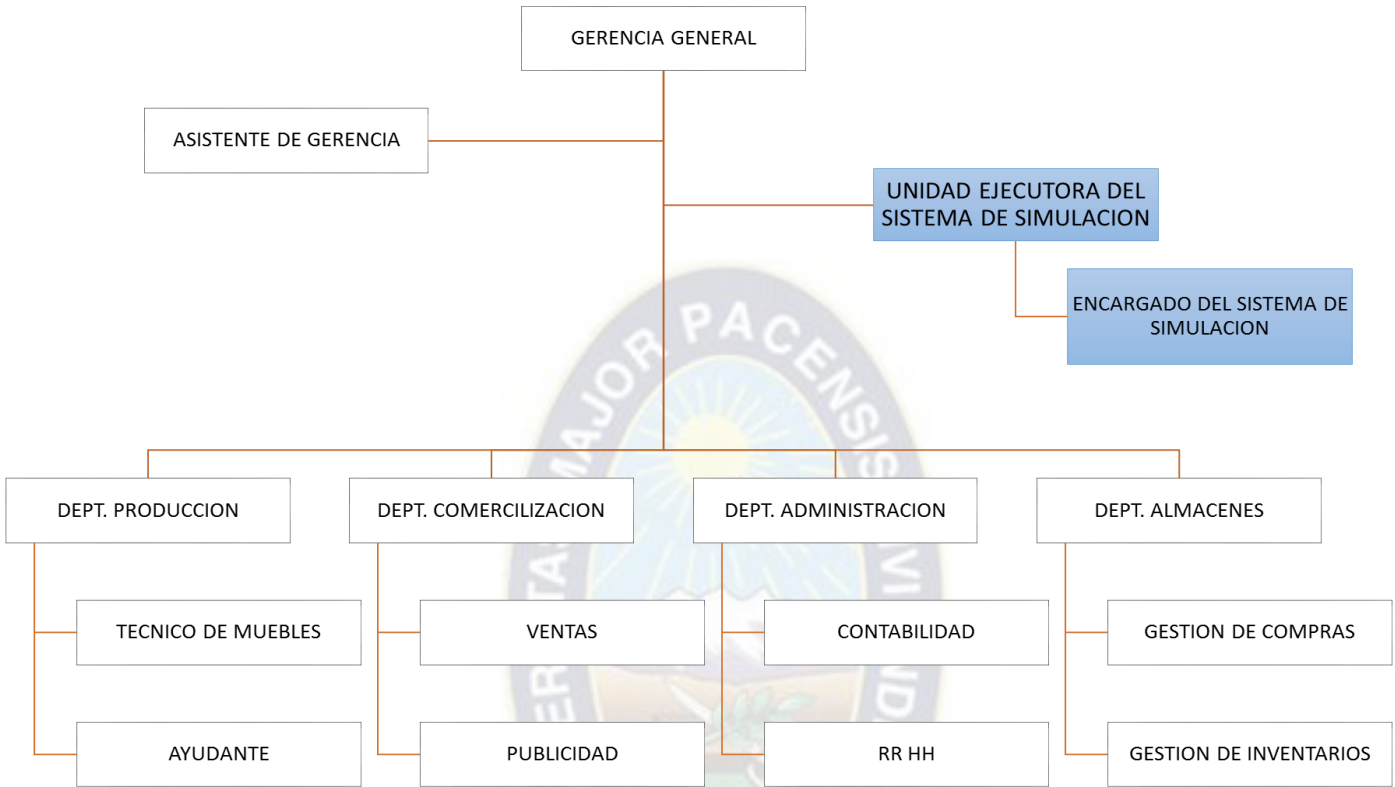 GERENCIA GENERAL
ASISTENTE DE GERENCIA
UNIDAD EJECUTORA DEL
SISTEMA DE SIMULACION
ENCARGADO DEL SISTEMA DE
SIMULACION
MAJOR PACENSIS
DEPT. PRODUCCION
DEPT. COMERCILIZACION
DEPT. ADMINISTRACION
DEPT. ALMACENES
TECNICO DE MUEBLES
VENTAS
CONTABILIDAD
GESTION DE COMPRAS
AYUDANTE
PUBLICIDAD
RR HH
GESTION DE INVENTARIOS